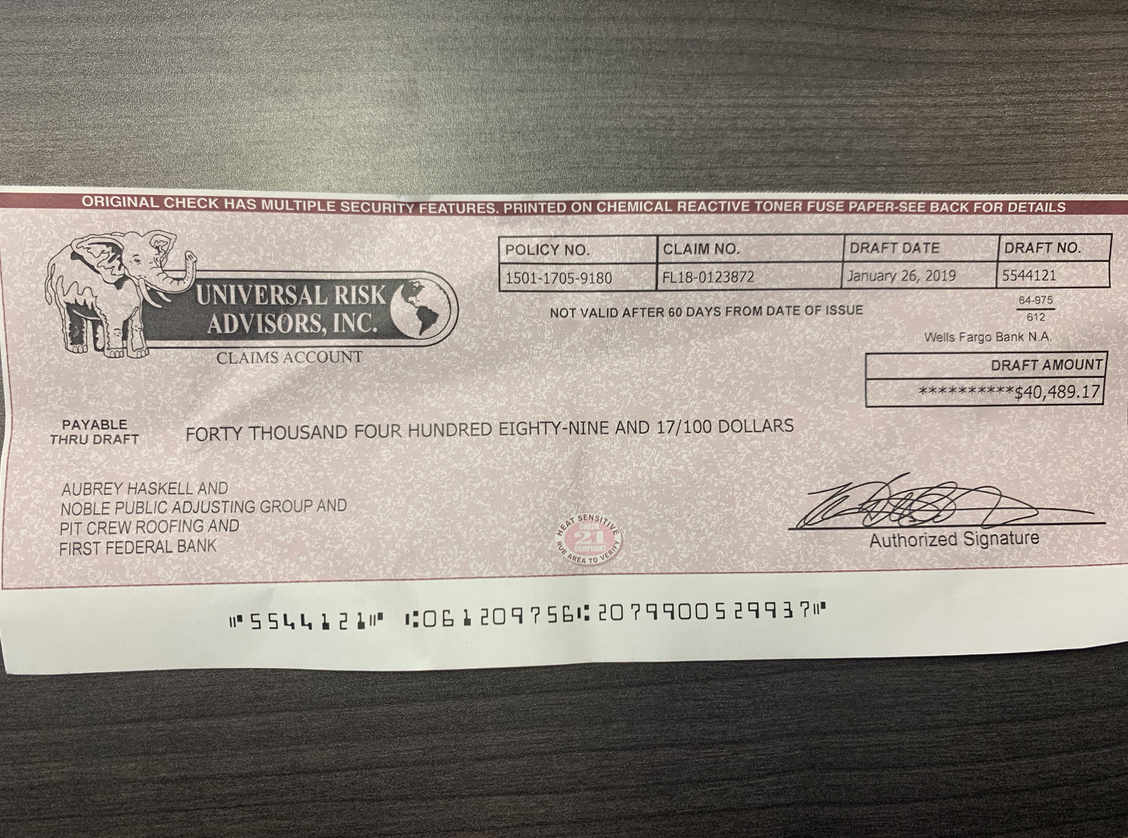 ORIGINAL CHECK HAS MULTIPLE SECURITY FEATURES. PRINTED ON CHEMICAL REACTIVE TONER FUSE PAPER-SEE BACK FOR DETAILS
UNIVERSAL RISK
ADVISORS, INC.
CLAIMS ACCOUNT
POLICY NO. CLAIM NO. DRAFT DATE DRAFT NO.
1501-1705-9180 FL18-0123872 January 26, 2019 5544121
NOT VALID AFTER 60 DAYS FROM DATE OF ISSUE
64-975
612
Wells Fargo Bank N.A.
DRAFT AMOUNT
**********$40,489.17
PAYABLE
THRU DRAFT
FORTY THOUSAND FOUR HUNDRED EIGHTY-NINE AND 17/100 DOLLARS
AUBREY HASKELL AND
NOBLE PUBLIC ADJUSTING GROUP AND
PIT CREW ROOFING AND
FIRST FEDERAL BANK
HEAT SENSITIVE
CHECK
21
COMPLIANT
RUB AREA TO VERIFY
Authorized Signature
⑈5544121⑈ ⑆061209756⑆2079900529937⑈